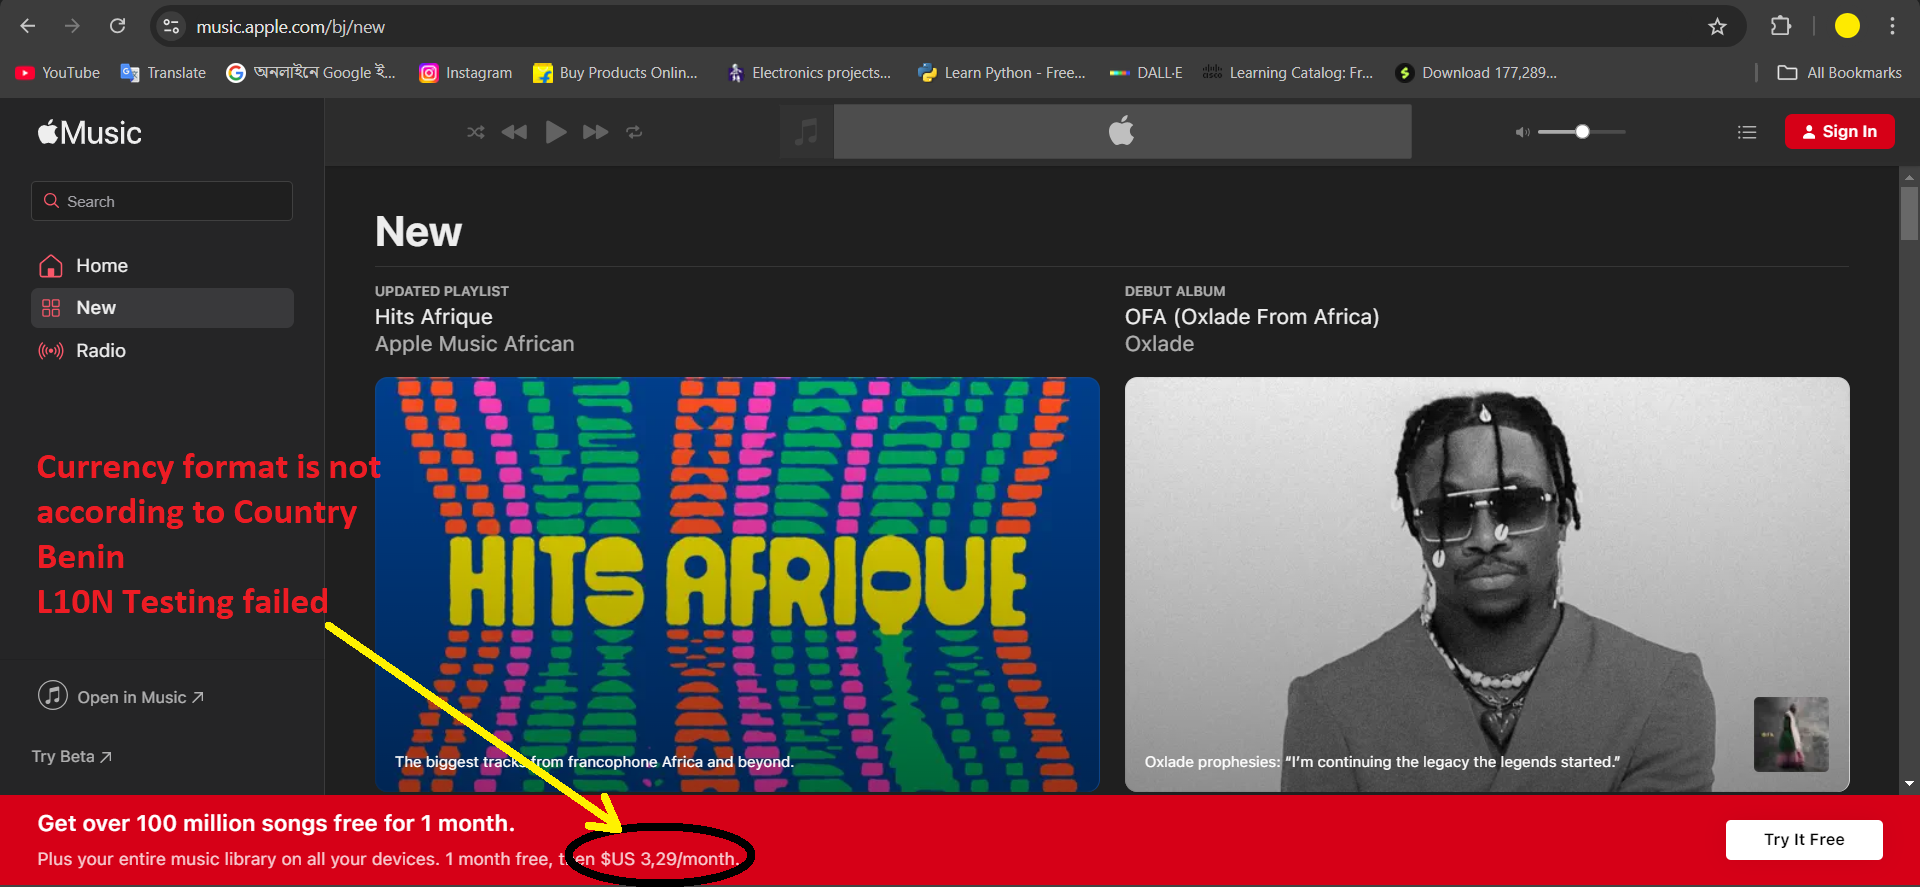 music.apple.com/bj/new
YouTube
Translate
অনলাইনে Google ই...
Instagram
Buy Products Onlin...
Electronics projects...
Learn Python - Free...
DALL·E
Learning Catalog: Fr...
Download 177,289...
All Bookmarks
Music
Sign In
Search
Home
New
Radio
New
UPDATED PLAYLIST
Hits Afrique
Apple Music African
DEBUT ALBUM
OFA (Oxlade From Africa)
Oxlade
HITS AFRIQUE
The biggest tracks from francophone Africa and beyond.
Oxlade prophesies: “I’m continuing the legacy the legends started.”
Currency format is not
according to Country
Benin
L10N Testing failed
Open in Music
Try Beta
Get over 100 million songs free for 1 month.
Plus your entire music library on all your devices. 1 month free, then $US 3,29/month.
Try It Free